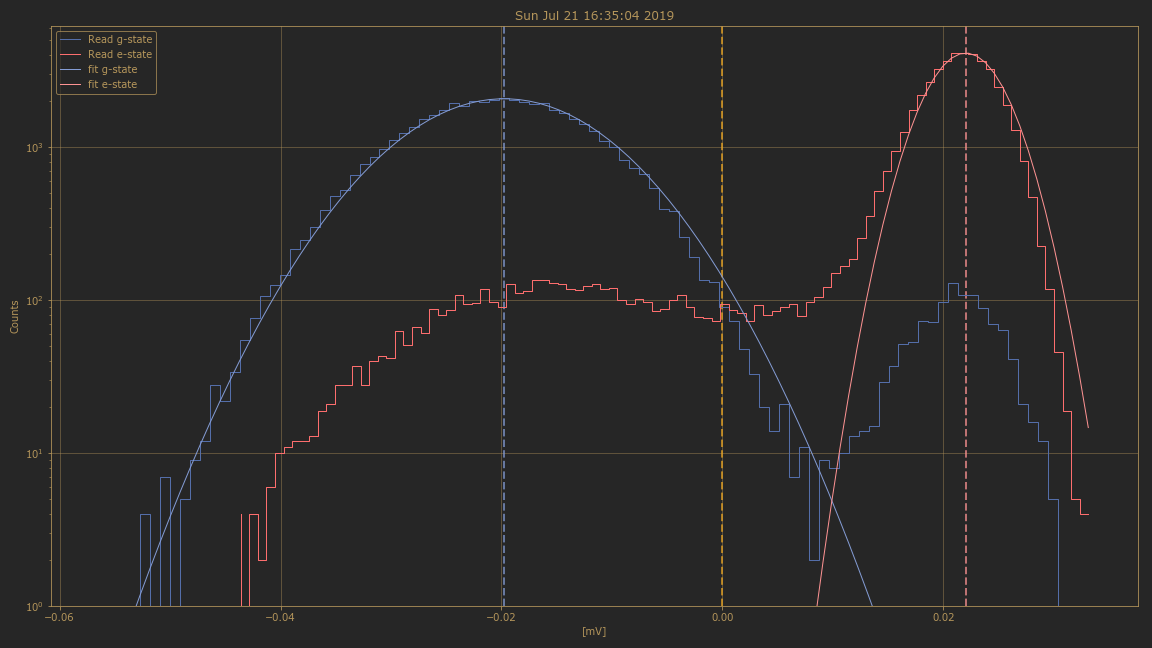 Sun Jul 21 16:35:04 2019
Read g-state
Read e-state
fit g-state
fit e-state
10³
10²
10¹
10⁰
Counts
−0.06
−0.04
−0.02
0.00
0.02
[mV]